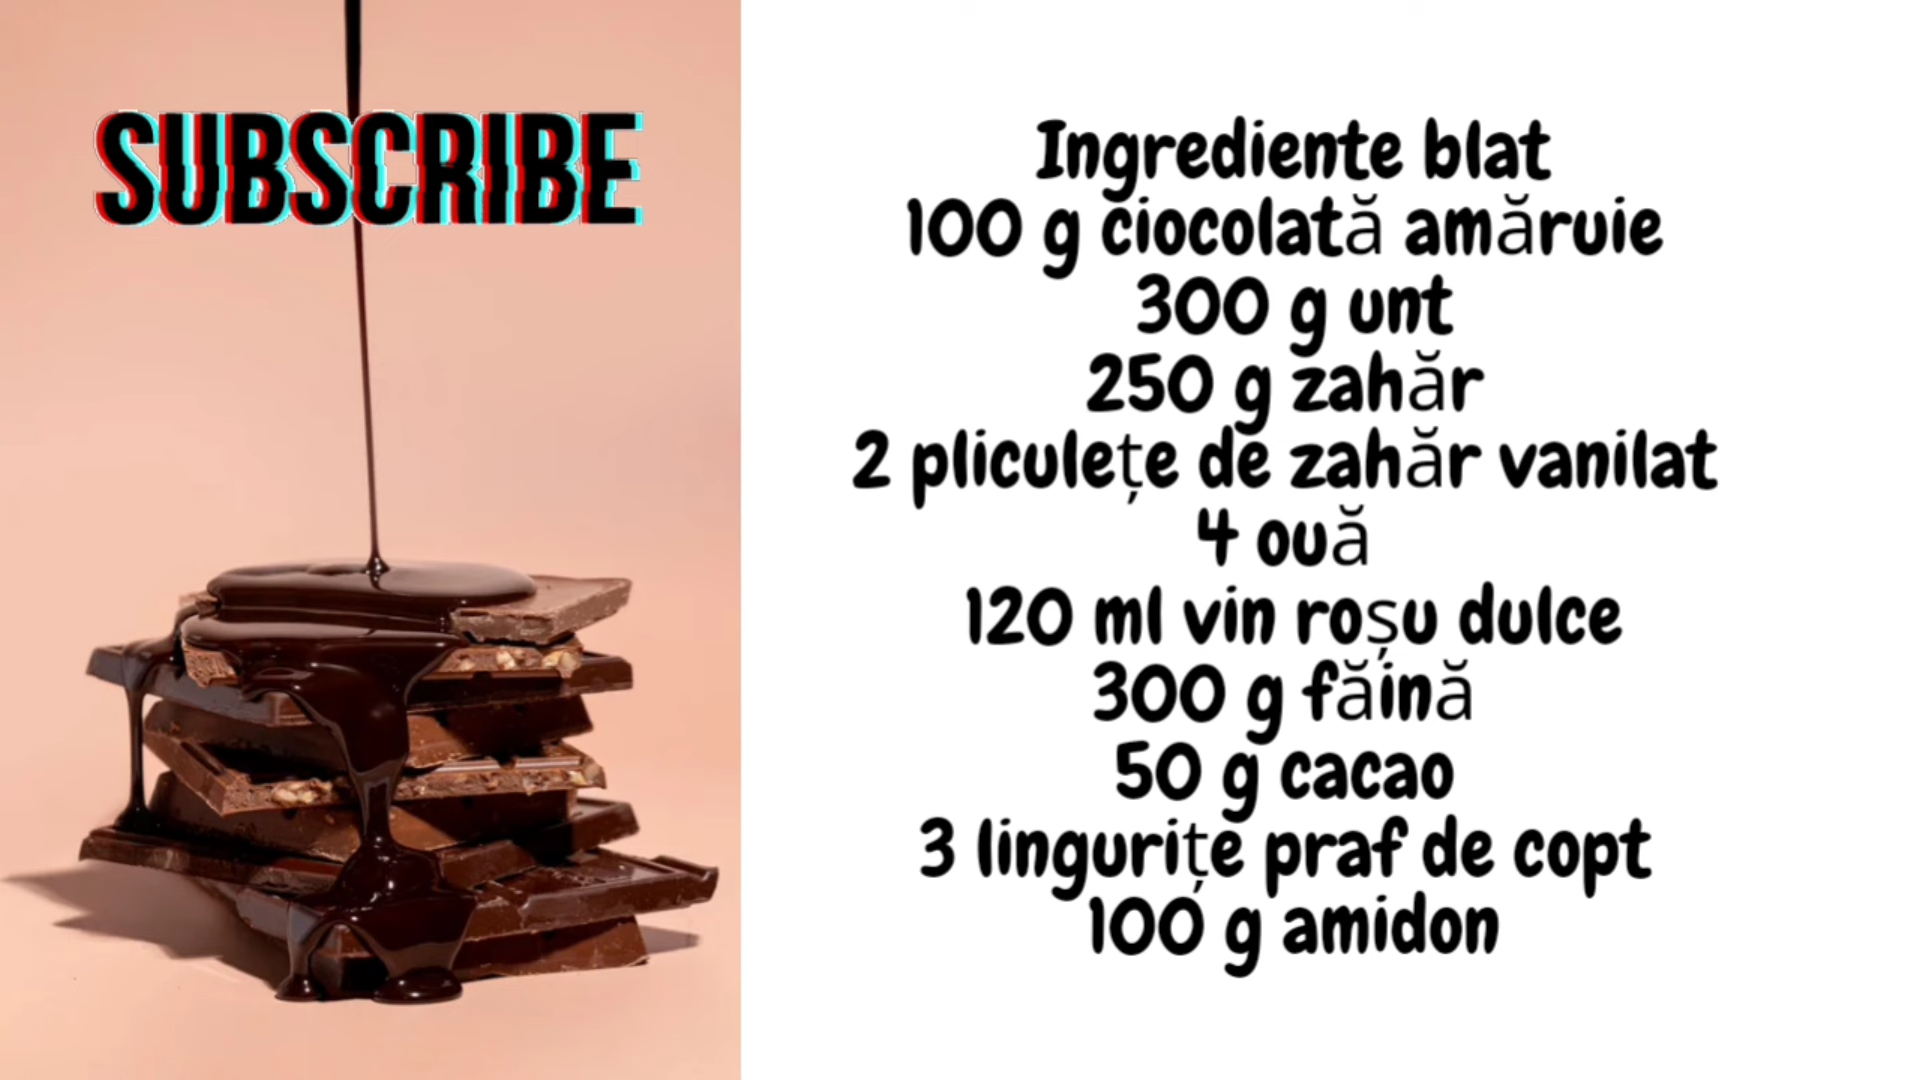 SUBSCRIBE
Ingrediente blat
100 g ciocolată amăruie
300 g unt
250 g zahăr
2 pliculețe de zahăr vanilat
4 ouă
120 ml vin roșu dulce
300 g făină
50 g cacao
3 lingurițe praf de copt
100 g amidon